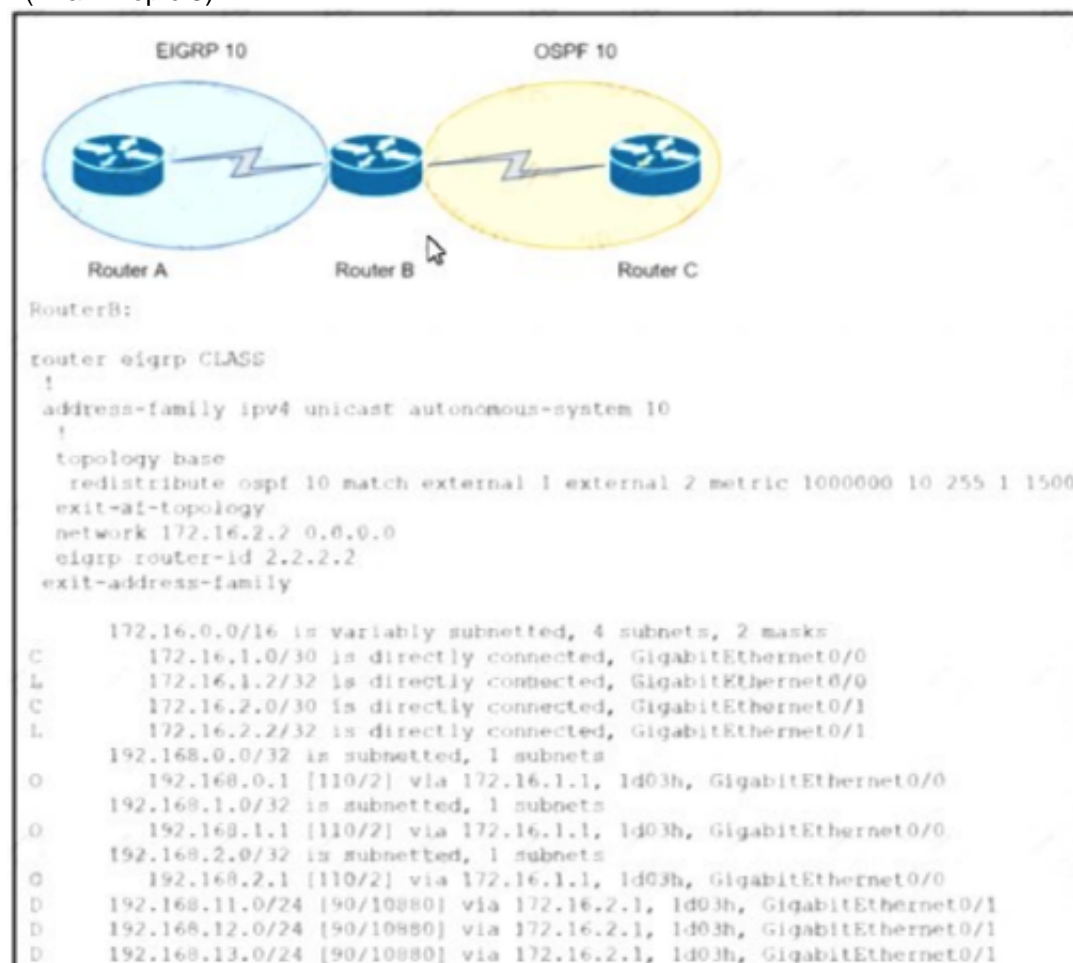 EIGRP 10 OSPF 10
Router A Router B Router C
RouterB:
router eigrp CLASS
!
address-family ipv4 unicast autonomous-system 10
!
topology base
redistribute ospf 10 match external 1 external 2 metric 1000000 10 255 1 1500
exit-af-topology
network 172.16.2.2 0.0.0.0
eigrp router-id 2.2.2.2
exit-address-family
172.16.0.0/16 is variably subnetted, 4 subnets, 2 masks
C 172.16.1.0/30 is directly connected, GigabitEthernet0/0
L 172.16.1.2/32 is directly connected, GigabitEthernet0/0
C 172.16.2.0/30 is directly connected, GigabitEthernet0/1
L 172.16.2.2/32 is directly connected, GigabitEthernet0/1
192.168.0.0/32 is subnetted, 1 subnets
O 192.168.0.1 [110/2] via 172.16.1.1, 1d03h, GigabitEthernet0/0
192.168.1.0/32 is subnetted, 1 subnets
O 192.168.1.1 [110/2] via 172.16.1.1, 1d03h, GigabitEthernet0/0
192.168.2.0/32 is subnetted, 1 subnets
O 192.168.2.1 [110/2] via 172.16.1.1, 1d03h, GigabitEthernet0/0
D 192.168.11.0/24 [90/10880] via 172.16.2.1, 1d03h, GigabitEthernet0/1
D 192.168.12.0/24 [90/10880] via 172.16.2.1, 1d03h, GigabitEthernet0/1
D 192.168.13.0/24 [90/10880] via 172.16.2.1, 1d03h, GigabitEthernet0/1